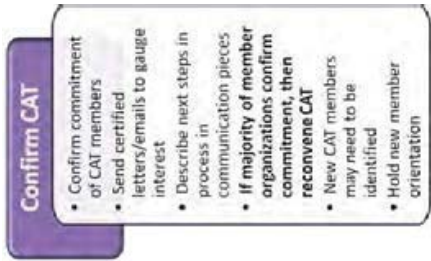 Confirm CAT
• Confirm commitment
of CAT members
• Send certified
letters/emails to gauge
interest
• Describe next steps in
process in
communication pieces
• If majority of member
organizations confirm
commitment, then
reconvene CAT
• New CAT members
may need to be
identified
• Hold new member
orientation